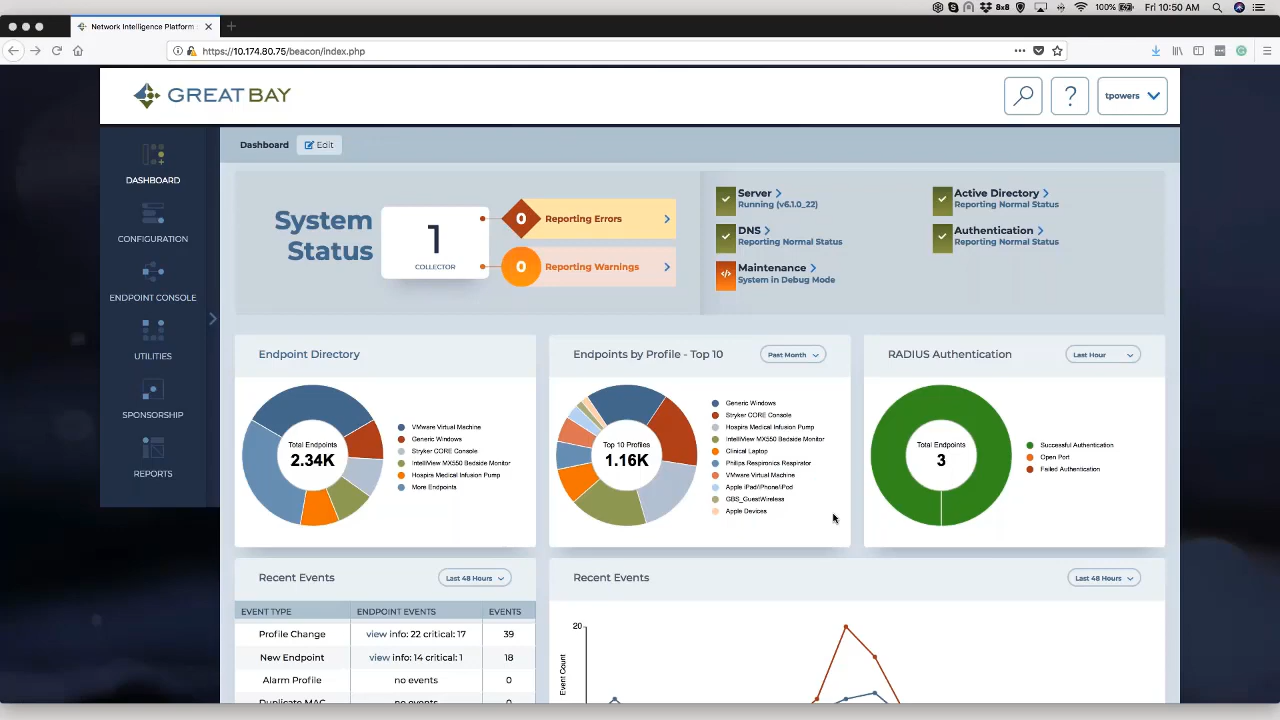 8x8
100%
Fri 10:50 AM
Network Intelligence Platform
https://10.174.80.75/beacon/index.php
GREAT BAY
tpowers
Dashboard
Edit
DASHBOARD
CONFIGURATION
ENDPOINT CONSOLE
UTILITIES
SPONSORSHIP
REPORTS
System
Status
1
COLLECTOR
0 Reporting Errors
0 Reporting Warnings
Server
Running (v6.1.0_22)
DNS
Reporting Normal Status
Maintenance
System in Debug Mode
Active Directory
Reporting Normal Status
Authentication
Reporting Normal Status
Endpoint Directory
Total Endpoints
2.34K
VMware Virtual Machine
Generic Windows
Stryker CORE Console
IntelliView MX550 Bedside Monitor
Hospira Medical Infusion Pump
More Endpoints
Endpoints by Profile - Top 10
Past Month
Top 10 Profiles
1.16K
Generic Windows
Stryker CORE Console
Hospira Medical Infusion Pump
IntelliView MX550 Bedside Monitor
Clinical Laptop
Philips Respironics Respirator
VMware Virtual Machine
Apple iPad/iPhone/iPod
GBS_GuestWireless
Apple Devices
RADIUS Authentication
Last Hour
Total Endpoints
3
Successful Authentication
Open Port
Failed Authentication
Recent Events
Last 48 Hours
EVENT TYPE ENDPOINT EVENTS EVENTS
Profile Change view info: 22 critical: 17 39
New Endpoint view info: 14 critical: 1 18
Alarm Profile no events 0
Duplicate MAC no events 0
Recent Events
Last 48 Hours
20
Event Count